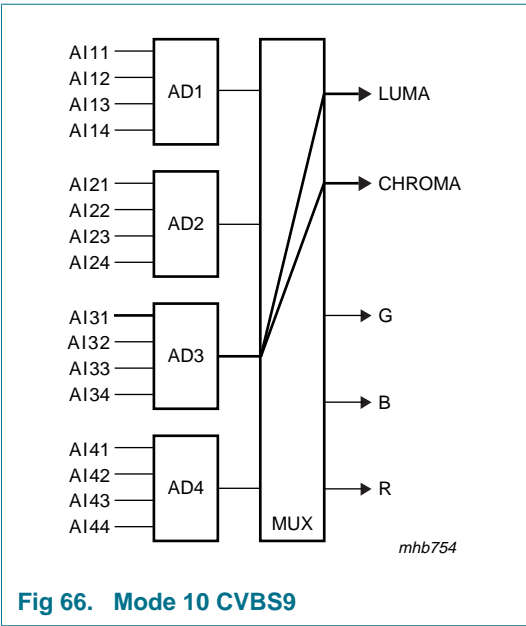 AI11
AI12
AI13
AI14
AD1
AI21
AI22
AI23
AI24
AD2
AI31
AI32
AI33
AI34
AD3
AI41
AI42
AI43
AI44
AD4
MUX
LUMA
CHROMA
G
B
R
mhb754
Fig 66. Mode 10 CVBS9